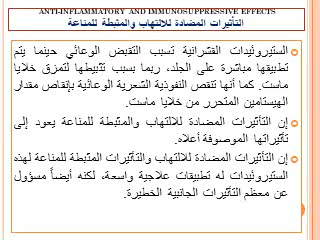 ANTI-INFLAMMATORY AND IMMUNOSUPPRESSIVE EFFECTS
التأثيرات المضادة للالتهاب والمثبطة للمناعة
الستيروئيدات القشرانية تسبب التقبض الوعائي حينما يتم
تطبيقها مباشرة على الجلد، ربما بسبب تثبيطها لتمزق خلايا
ماست. كما أنها تنقص النفوذية الشعرية الوعائية بإنقاص مقدار
الهيستامين المتحرر من خلايا ماست.
إن التأثيرات المضادة للالتهاب والمثبطة للمناعة يعود إلى
تأثيراتها الموصوفة أعلاه.
إن التأثيرات المضادة للالتهاب والتأثيرات المثبطة للمناعة لهذه
الستيروئيدات له تطبيقات علاجية واسعة، لكنه أيضاً مسؤول
عن معظم التأثيرات الجانبية الخطيرة.